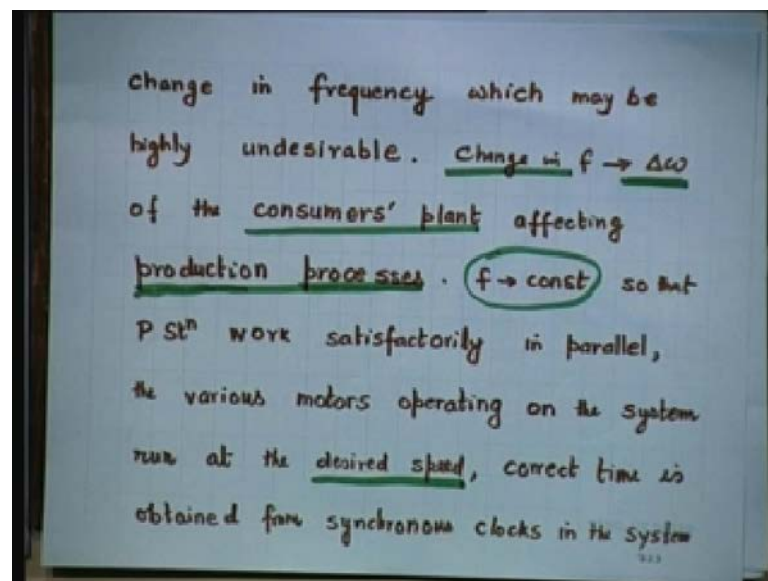 change in frequency which may be
highly undesirable. Change in f → Δω
of the consumers' plant affecting
production processes. f → const so that
P Stⁿ work satisfactorily in parallel,
the various motors operating on the system
run at the desired speed, correct time is
obtained from synchronous clocks in the system